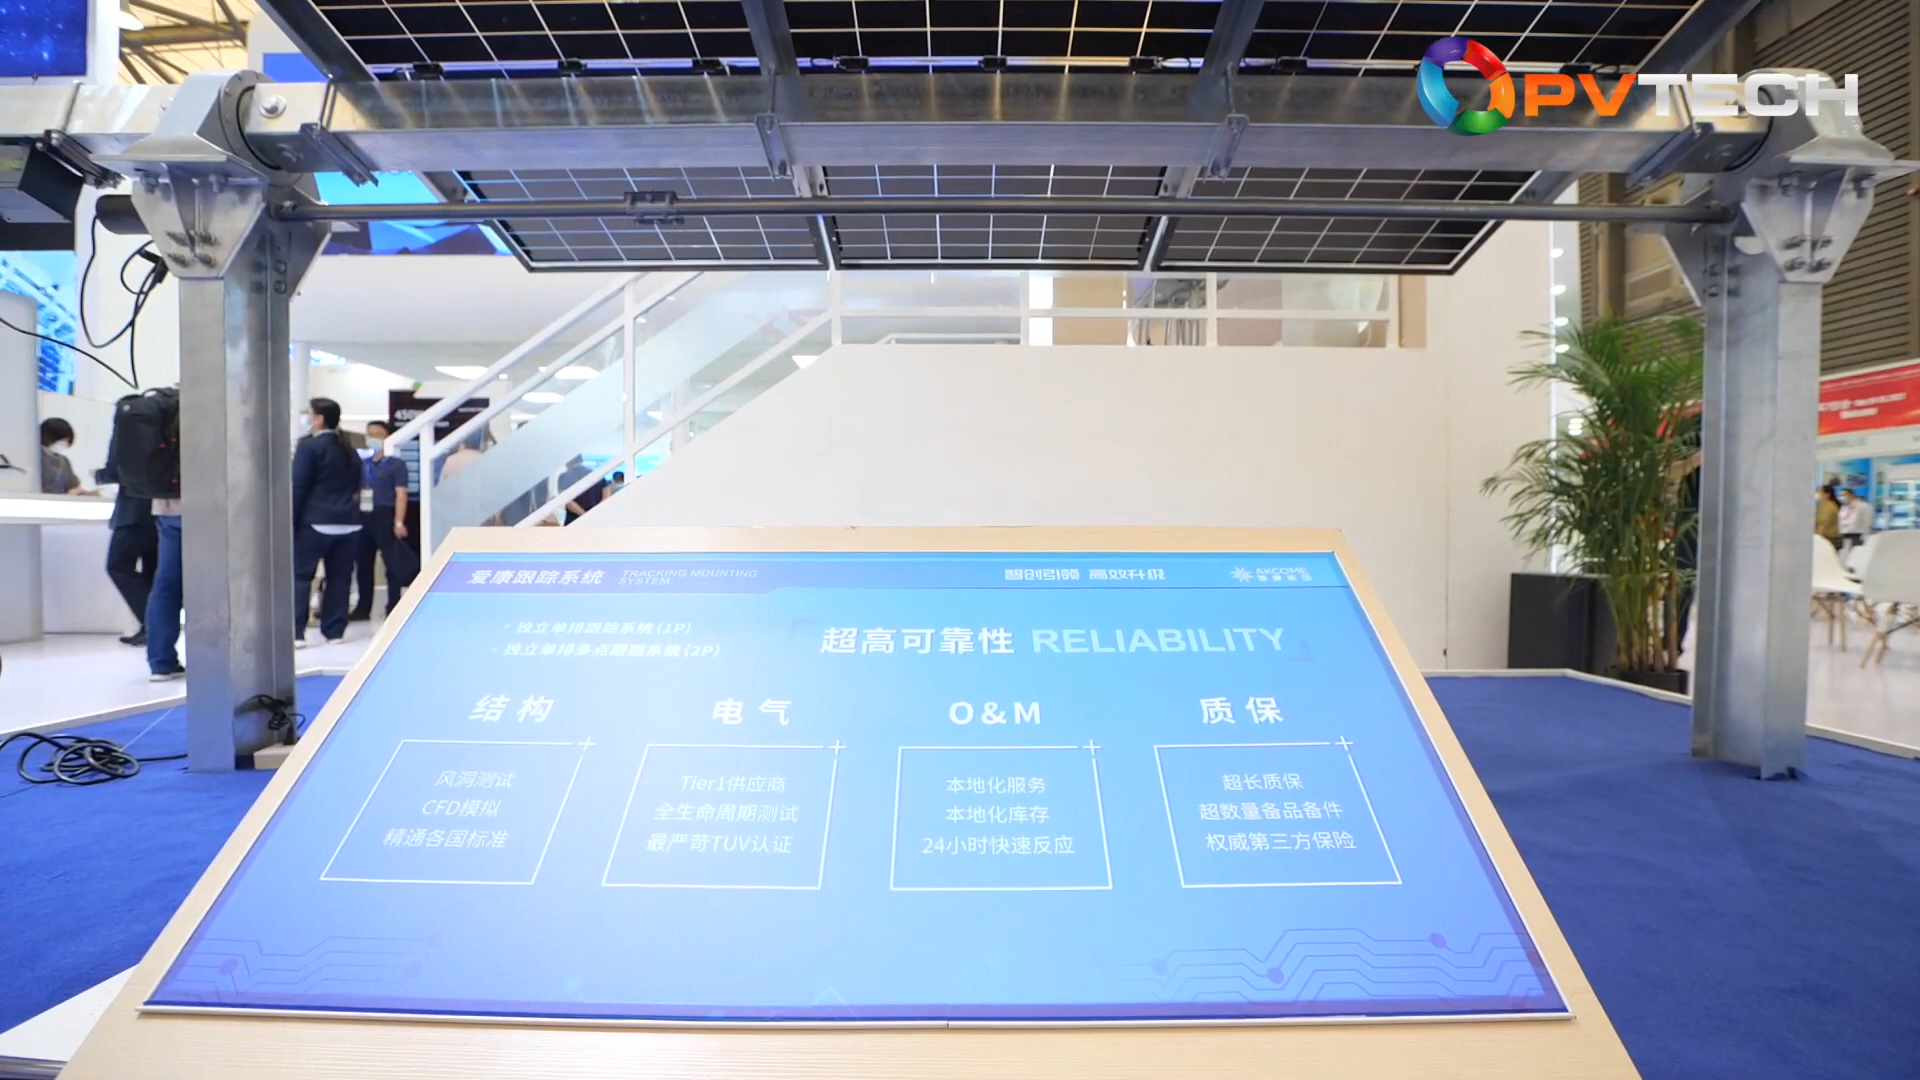 PVTECH
450W
爱康跟踪系统 TRACKING MOUNTING SYSTEM
智创引领 高效升级
AKCOME
· 独立单排跟踪系统(1P)
· 独立单排多点跟踪系统(2P)
「超高可靠性 RELIABILITY」
结构
电气
O&M
质保
风洞测试
CFD模拟
精通各国标准
Tier1供应商
全生命周期测试
最严苛TUV认证
本地化服务
本地化库存
24小时快速反应
超长质保
超数量备品备件
权威第三方保险